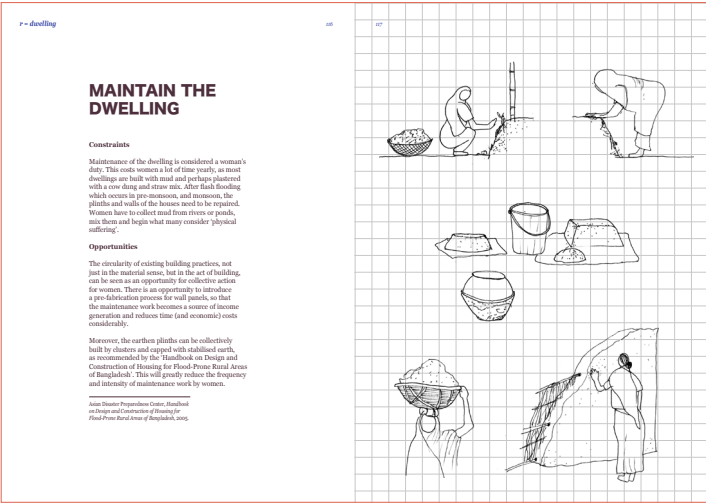 r = dwelling
116
117
MAINTAIN THE
DWELLING
Constraints
Maintenance of the dwelling is considered a woman's
duty. This costs women a lot of time yearly, as most
dwellings are built with mud and perhaps plastered
with a cow dung and straw mix. After flash flooding
which occurs in pre-monsoon, and monsoon, the
plinths and walls of the houses need to be repaired.
Women have to collect mud from rivers or ponds,
mix them and begin what many consider 'physical
suffering'.
Opportunities
The circularity of existing building practices, not
just in the material sense, but in the act of building,
can be seen as an opportunity for collective action
for women. There is an opportunity to introduce
a pre-fabrication process for wall panels, so that
the maintenance work becomes a source of income
generation and reduces time (and economic) costs
considerably.
Moreover, the earthen plinths can be collectively
built by clusters and capped with stabilised earth,
as recommended by the 'Handbook on Design and
Construction of Housing for Flood-Prone Rural Areas
of Bangladesh'. This will greatly reduce the frequency
and intensity of maintenance work by women.
Asian Disaster Preparedness Center, Handbook
on Design and Construction of Housing for
Flood-Prone Rural Areas of Bangladesh, 2005.